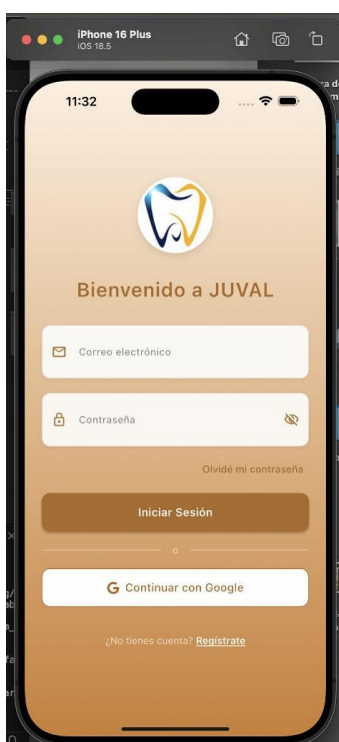 iPhone 16 Plus
iOS 18.5
11:32
Bienvenido a JUVAL
Correo electrónico
Contraseña
Olvidé mi contraseña
Iniciar Sesión
o
G Continuar con Google
¿No tienes cuenta? Regístrate